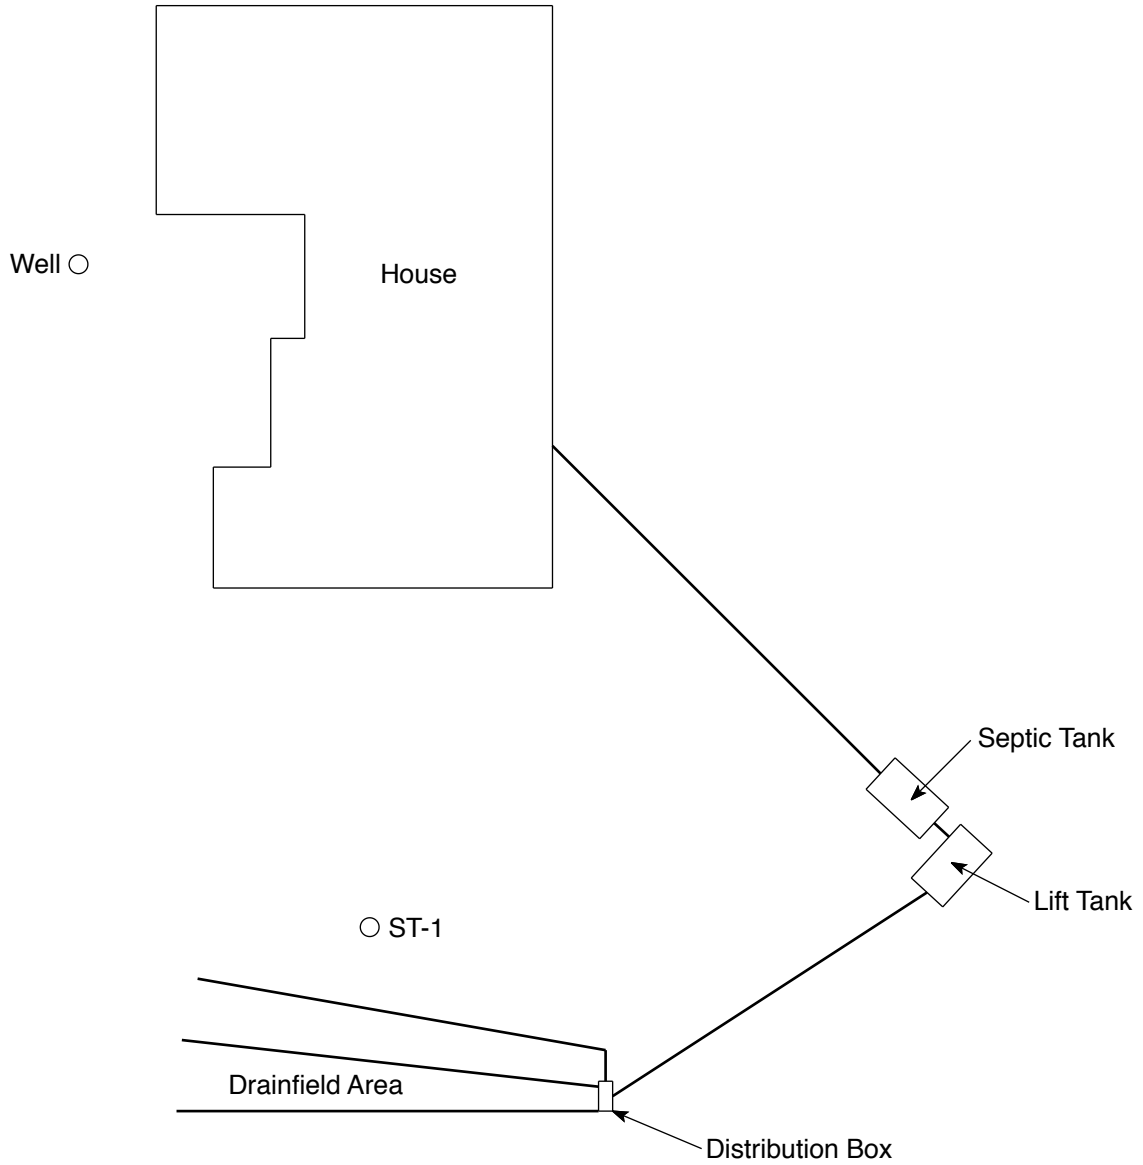 Well
House
Septic Tank
Lift Tank
ST-1
Drainfield Area
Distribution Box